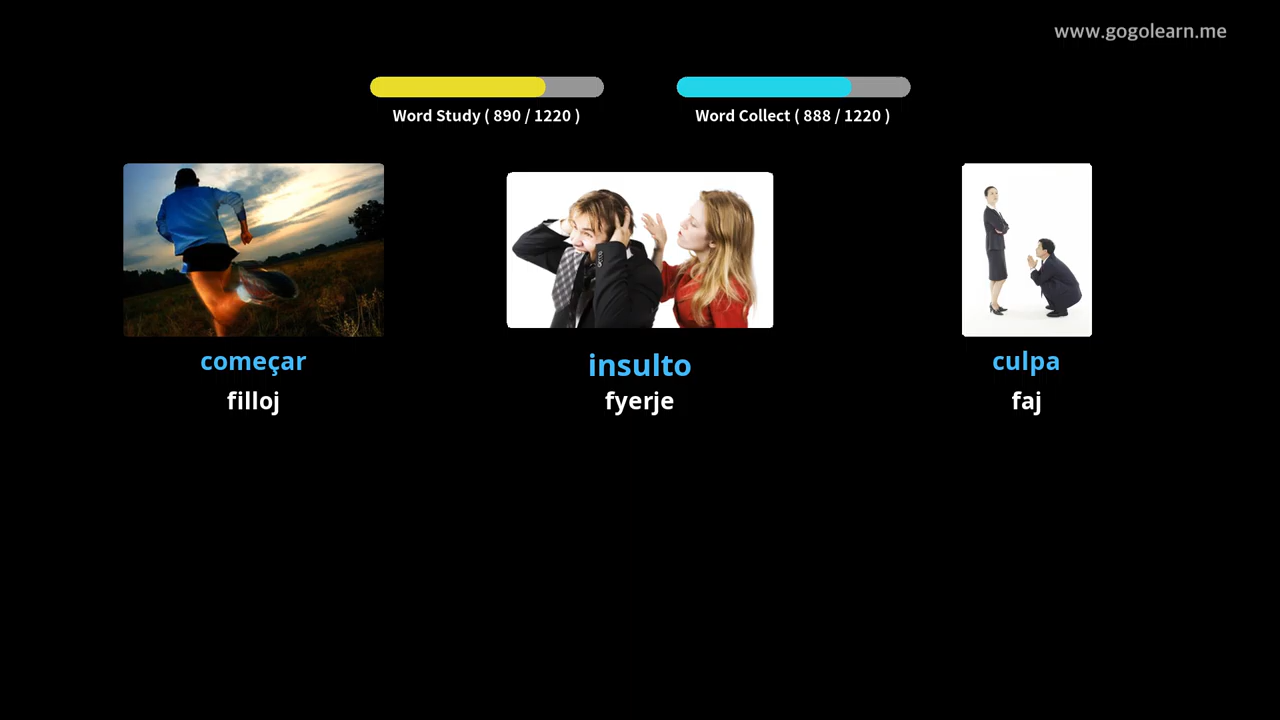 www.gogolearn.me
Word Study ( 890 / 1220 )
Word Collect ( 888 / 1220 )
começar
insulto
culpa
filloj
fyerje
faj